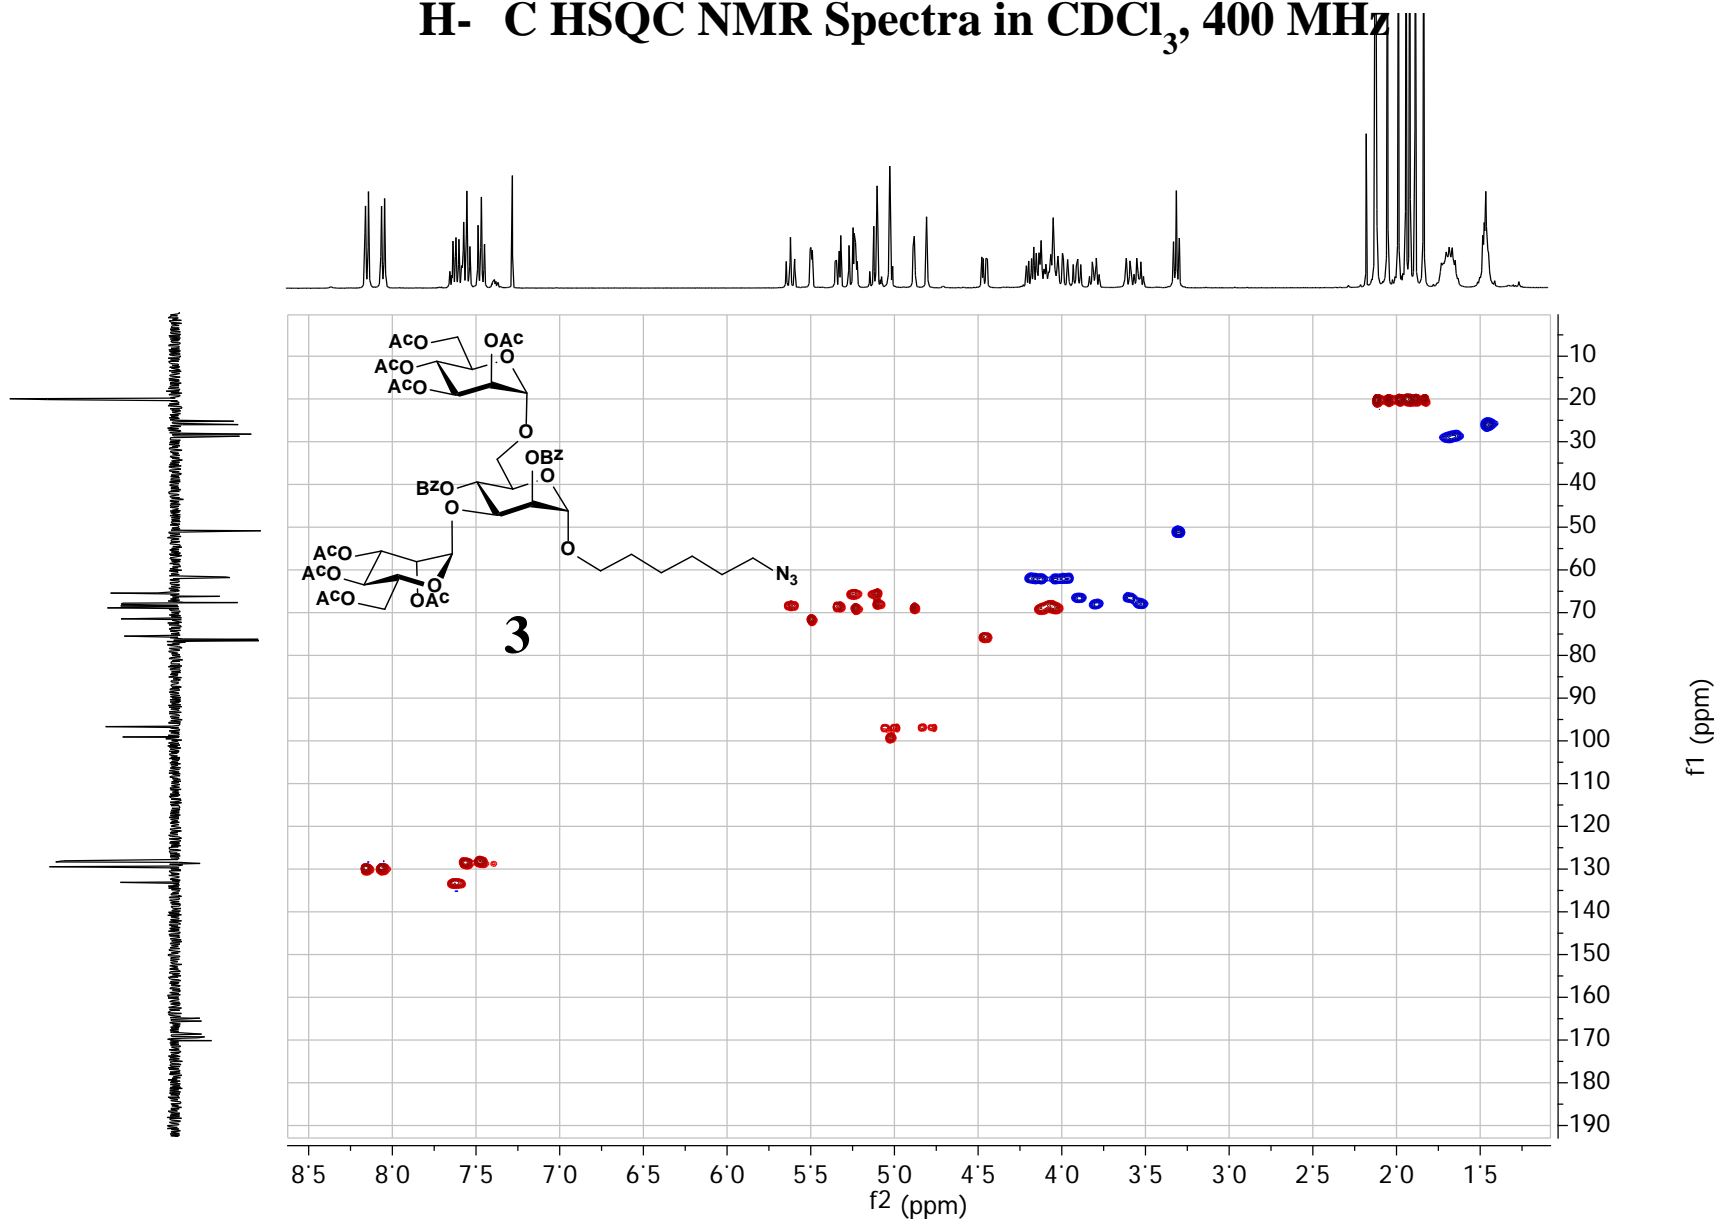 H- C HSQC NMR Spectra in CDCl3, 400 MHz
AcO
OAc
O
AcO
AcO
O
OBz
O
BzO
O
O
AcO
AcO
O
AcO
OAc
N3
3
10
20
30
40
50
60
70
80
90
100
110
120
130
140
150
160
170
180
190
f1 (ppm)
8.5 8.0 7.5 7.0 6.5 6.0 5.5 5.0 4.5 4.0 3.5 3.0 2.5 2.0 1.5
f2 (ppm)